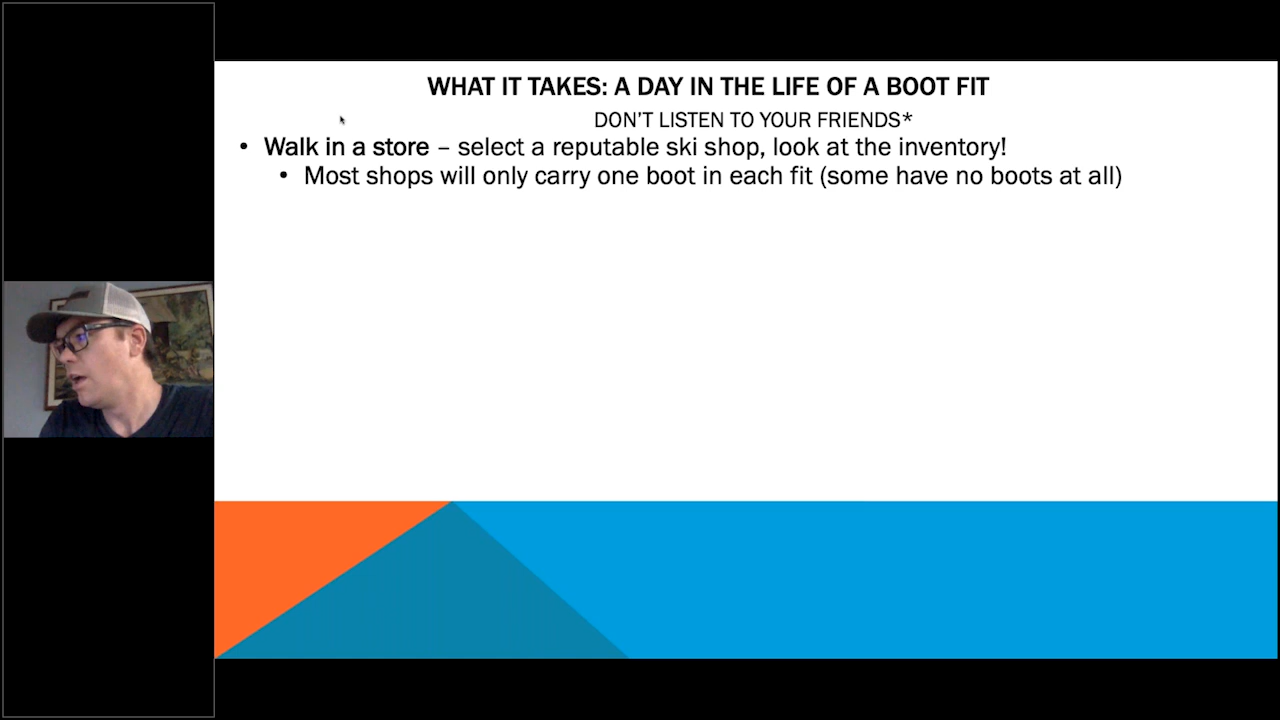 WHAT IT TAKES: A DAY IN THE LIFE OF A BOOT FIT
DON'T LISTEN TO YOUR FRIENDS*
• Walk in a store – select a reputable ski shop, look at the inventory!
• Most shops will only carry one boot in each fit (some have no boots at all)